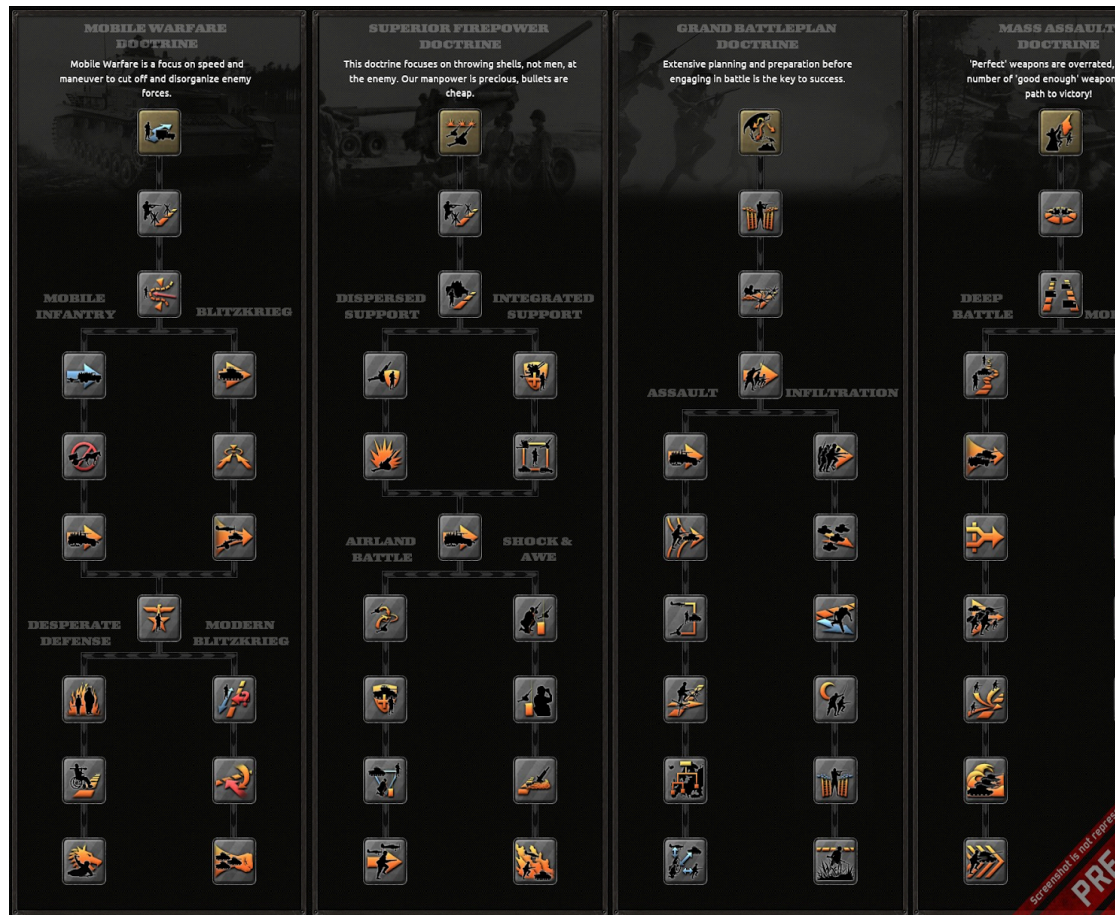 MOBILE WARFARE
DOCTRINE
Mobile Warfare is a focus on speed and
maneuver to cut off and disorganize enemy
forces.
MOBILE
INFANTRY
BLITZKRIEG
DESPERATE
DEFENSE
MODERN
BLITZKRIEG
SUPERIOR FIREPOWER
DOCTRINE
This doctrine focuses on throwing shells, not men, at
the enemy. Our manpower is precious, bullets are
cheap.
DISPERSED
SUPPORT
INTEGRATED
SUPPORT
AIRLAND
BATTLE
SHOCK &
AWE
GRAND BATTLEPLAN
DOCTRINE
Extensive planning and preparation before
engaging in battle is the key to success.
ASSAULT
INFILTRATION
MASS ASSAULT
DOCTRINE
'Perfect' weapons are overrated,
number of 'good enough' weapon
path to victory!
DEEP
BATTLE
Screenshot is not